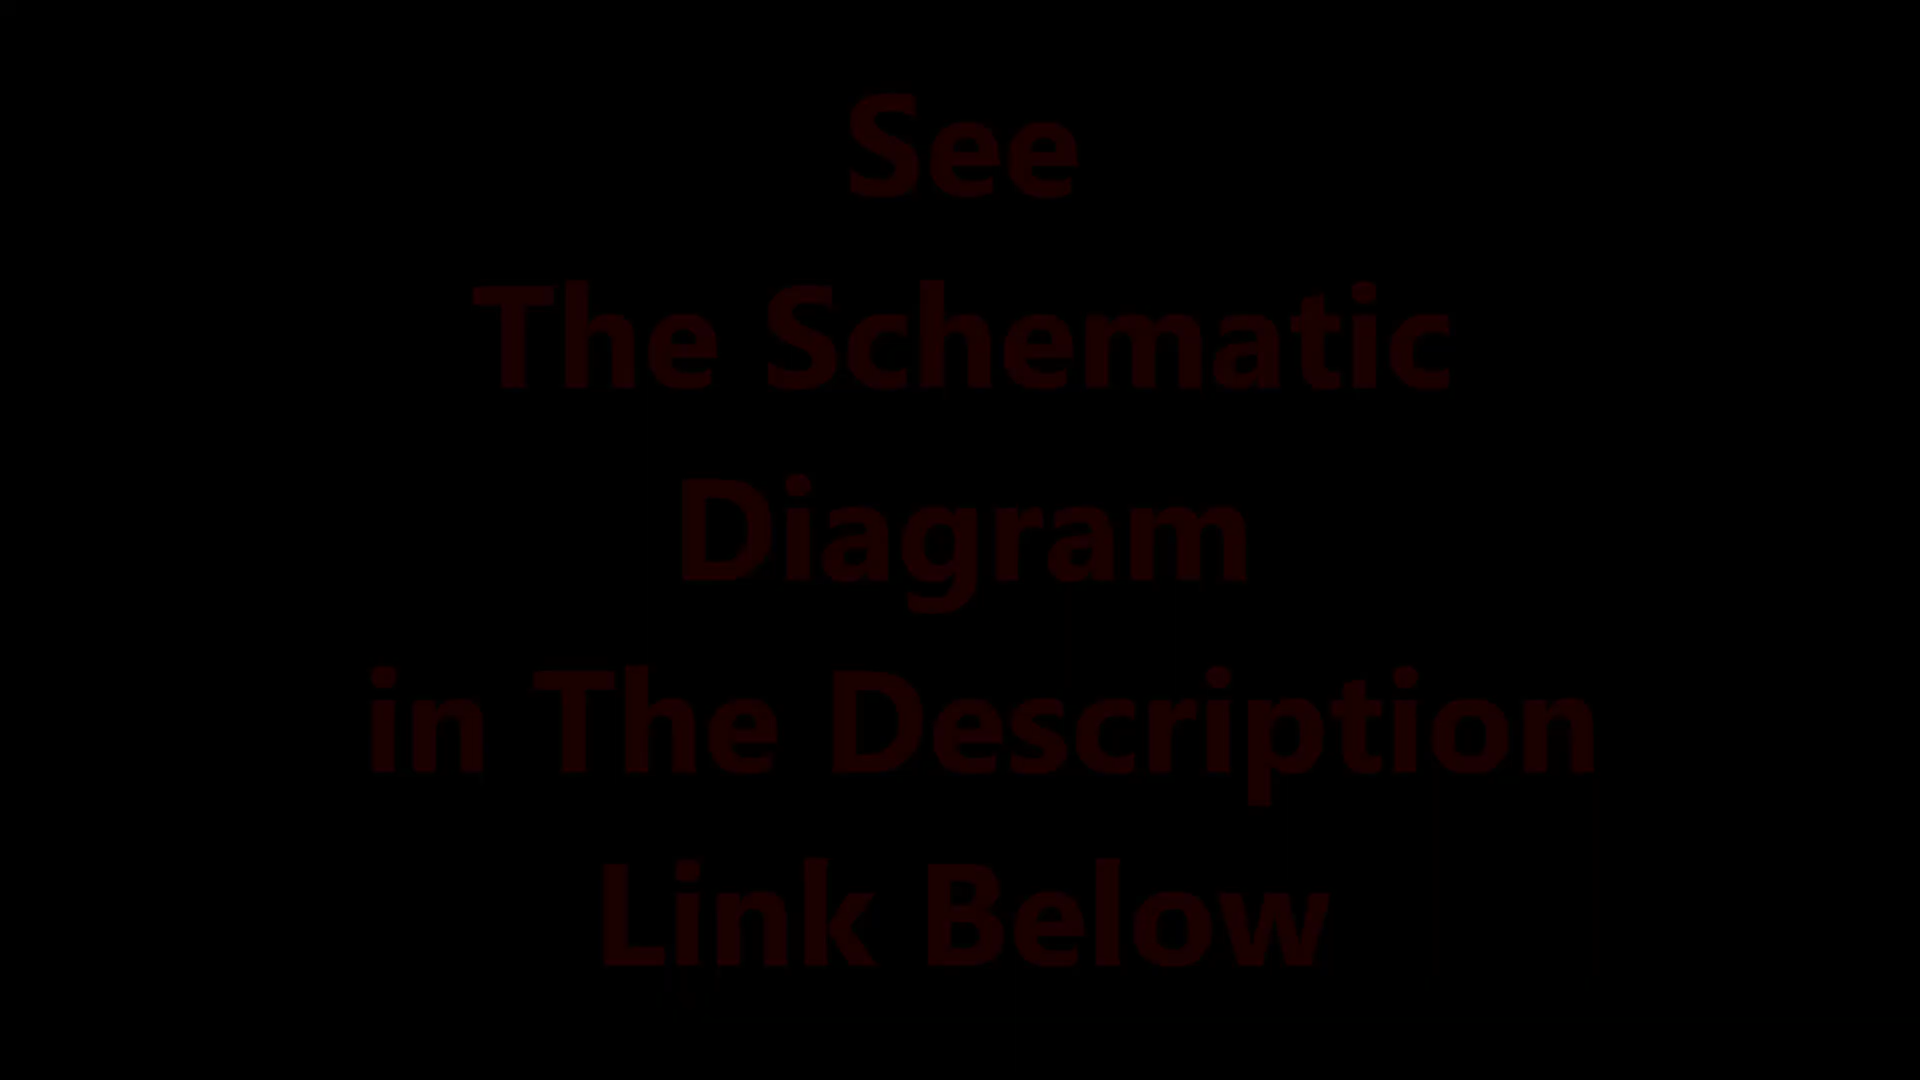 See
The Schematic
Diagram
in The Description
Link Below